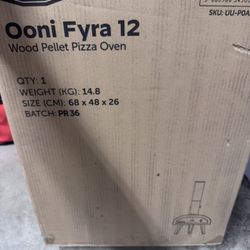 SKU: UU-P0A
Ooni Fyra 12
Wood Pellet Pizza Oven
QTY: 1
WEIGHT (KG): 14.8
SIZE (CM): 68 x 48 x 26
BATCH: PR36